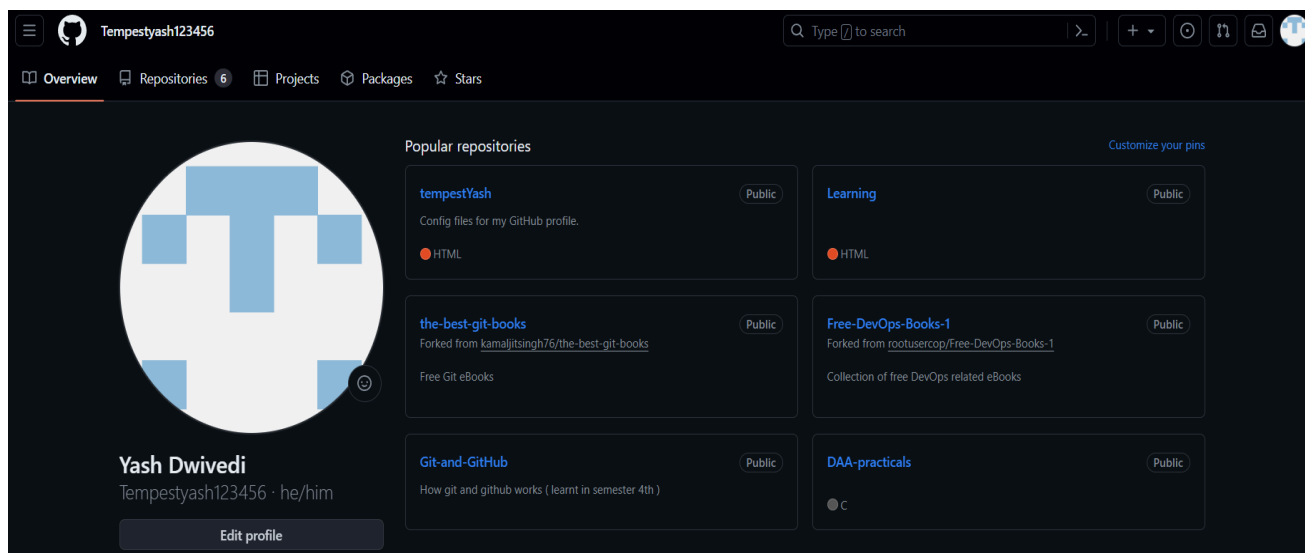 Tempestyash123456
Type / to search
Overview
Repositories 6
Projects
Packages
Stars
Popular repositories
Customize your pins
tempestYash
Public
Config files for my GitHub profile.
HTML
Learning
Public
HTML
the-best-git-books
Public
Forked from kamaljitsingh76/the-best-git-books
Free Git eBooks
Free-DevOps-Books-1
Public
Forked from rootusercop/Free-DevOps-Books-1
Collection of free DevOps related eBooks
Git-and-GitHub
Public
How git and github works ( learnt in semester 4th )
DAA-practicals
Public
C
Yash Dwivedi
Tempestyash123456 · he/him
Edit profile